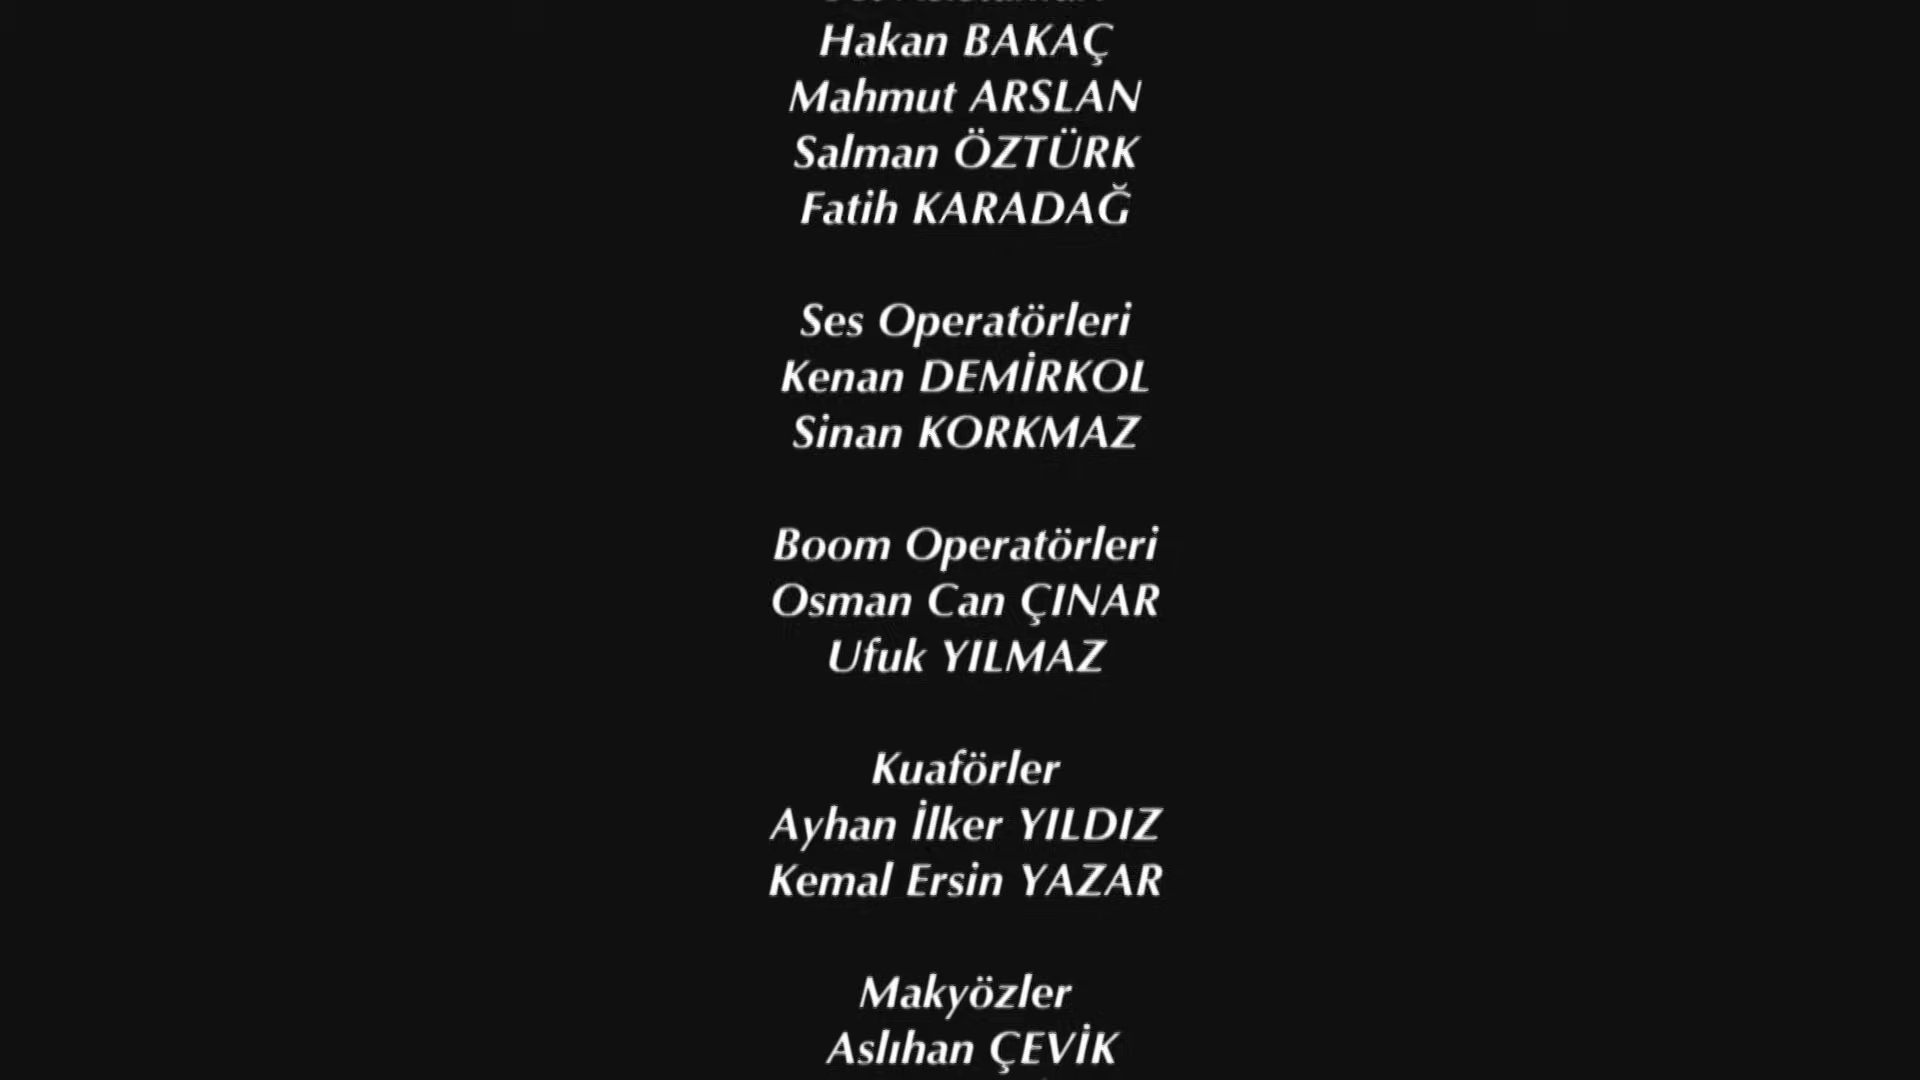 Hakan BAKAÇ
Mahmut ARSLAN
Salman ÖZTÜRK
Fatih KARADAĞ
Ses Operatörleri
Kenan DEMİRKOL
Sinan KORKMAZ
Boom Operatörleri
Osman Can ÇINAR
Ufuk YILMAZ
Kuaförler
Ayhan İlker YILDIZ
Kemal Ersin YAZAR
Makyözler
Aslıhan ÇEVİK